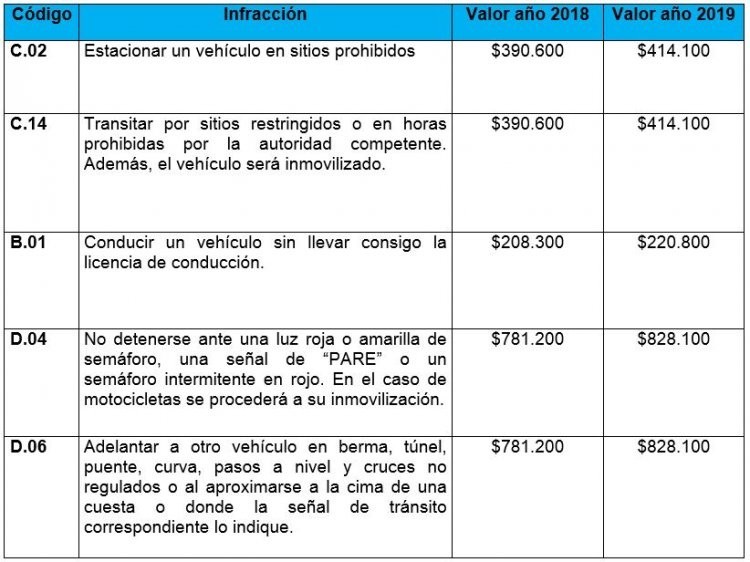 Código Infracción Valor año 2018 Valor año 2019
C.02 Estacionar un vehículo en sitios prohibidos $390.600 $414.100
C.14 Transitar por sitios restringidos o en horas $390.600 $414.100
prohibidas por la autoridad competente.
Además, el vehículo será inmovilizado.
B.01 Conducir un vehículo sin llevar consigo la $208.300 $220.800
licencia de conducción.
D.04 No detenerse ante una luz roja o amarilla de $781.200 $828.100
semáforo, una señal de “PARE” o un
semáforo intermitente en rojo. En el caso de
motocicletas se procederá a su inmovilización.
D.06 Adelantar a otro vehículo en berma, túnel, $781.200 $828.100
puente, curva, pasos a nivel y cruces no
regulados o al aproximarse a la cima de una
cuesta o donde la señal de tránsito
correspondiente lo indique.